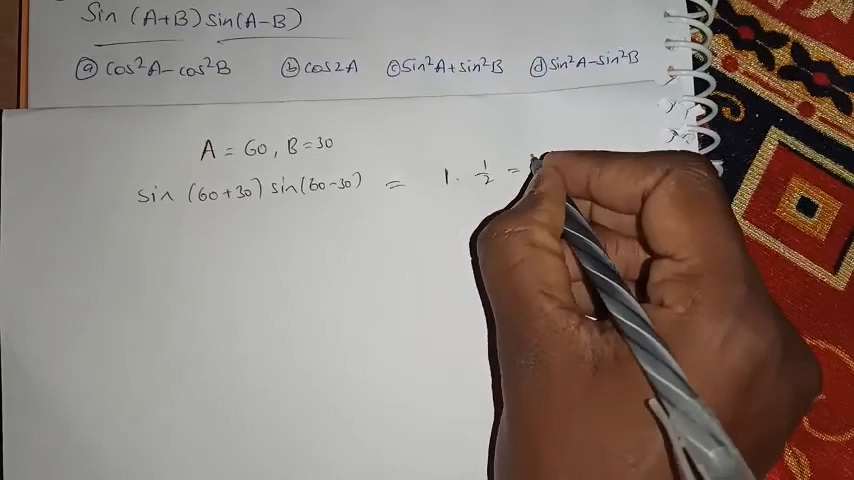 Sin (A+B) sin(A-B)
ⓐ cos²A-cos²B ⓑ cos2A ⓒ sin²A+sin²B ⓓ sin²A-sin²B
A = 60, B = 30
sin (60+30) sin(60-30) = 1. 1/2 =